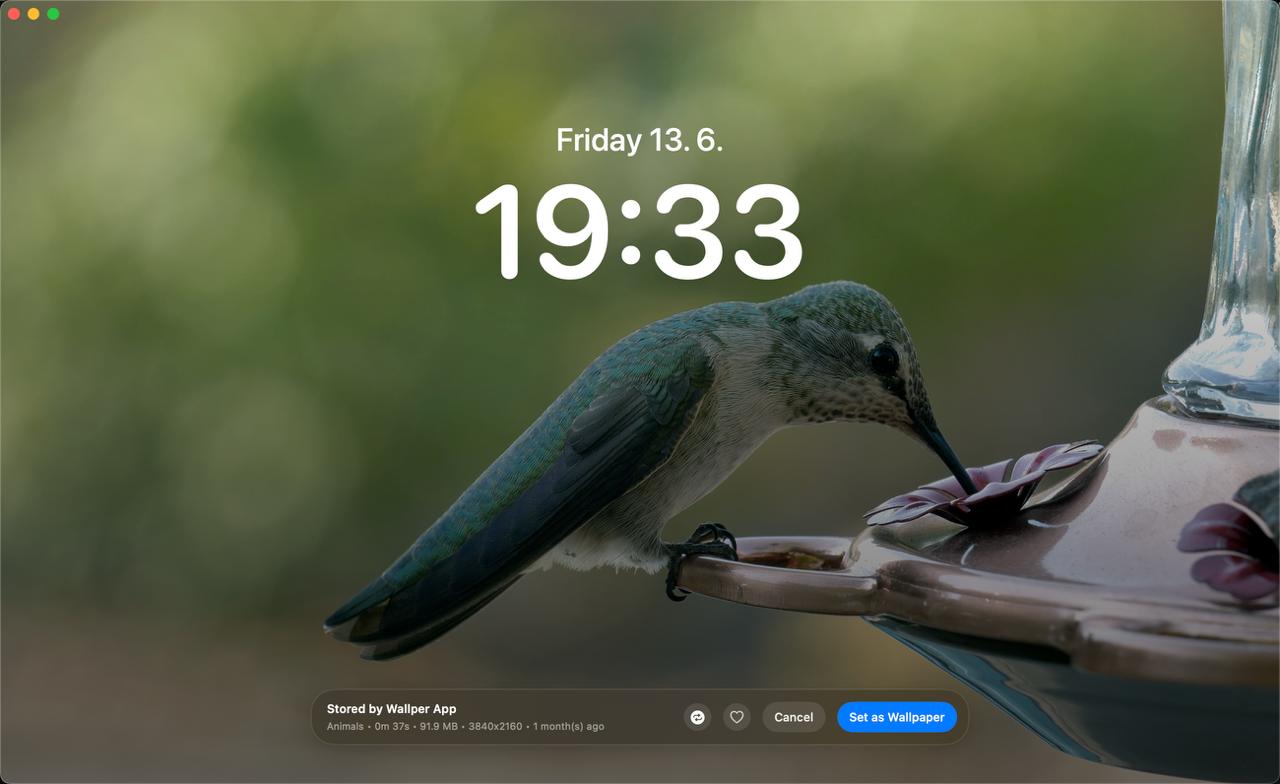 Friday 13. 6.
19:33
Stored by Wallper App
Animals • 0m 37s • 91.9 MB • 3840x2160 • 1 month(s) ago
Cancel
Set as Wallpaper